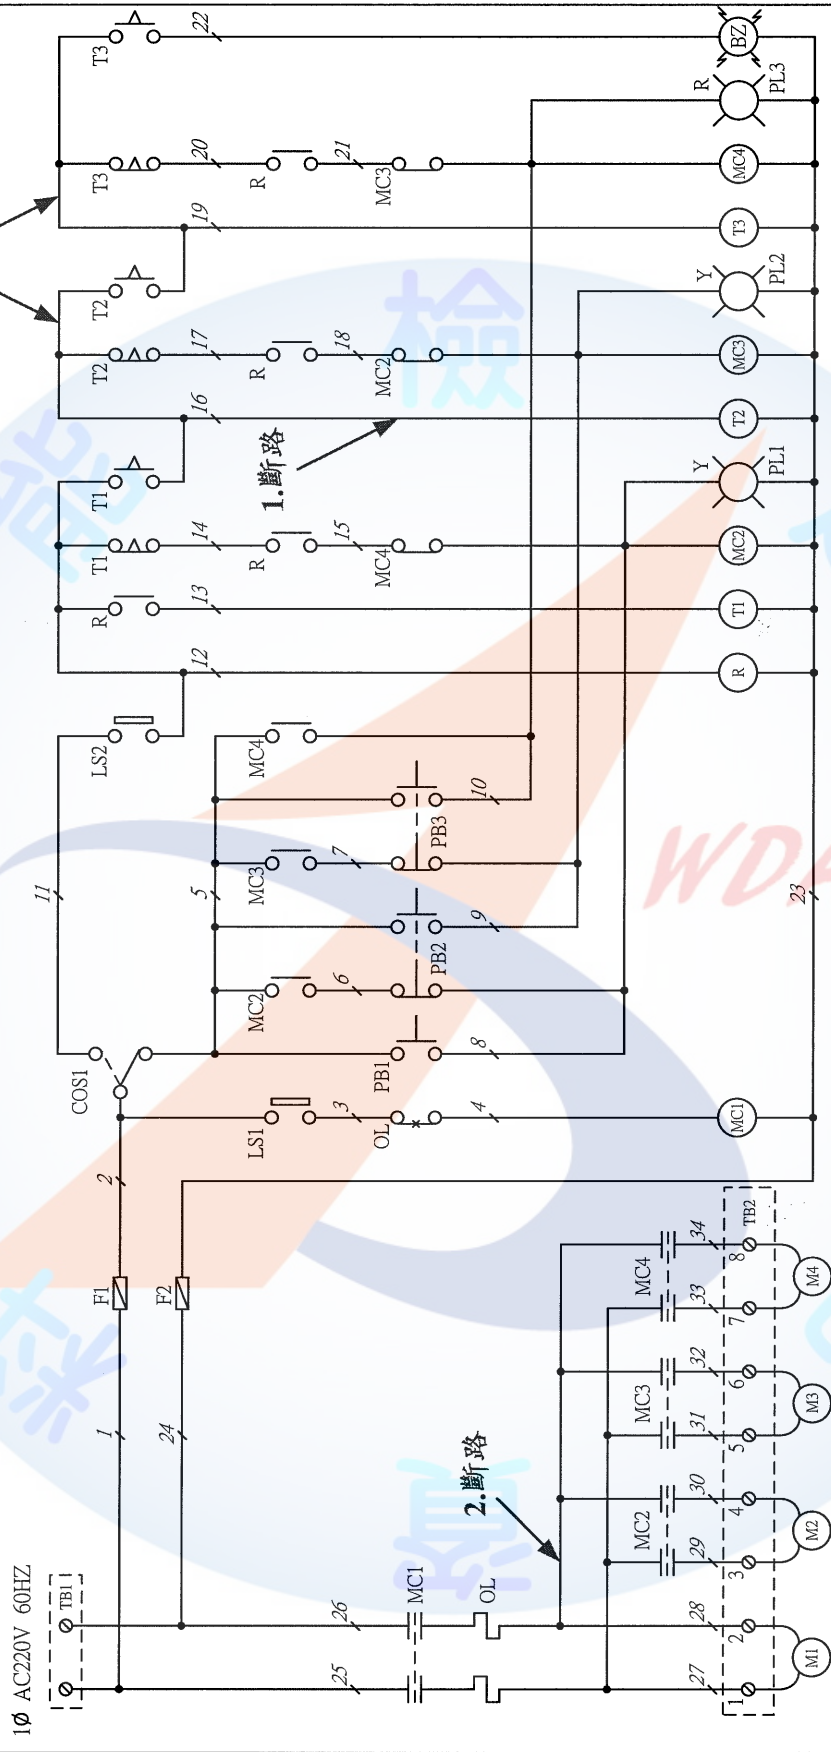 1Ø AC220V 60HZ
TB1
11
COS1
LS2
1
F1
2
R
T1
T1
T2
T2
T3
T3
24
F2
5
12
13
14
16
17
19
20
22
LS1
MC2
MC3
MC4
R
R
R
1.斷路
25
26
3
6
7
15
18
21
OL
PB1
MC4
MC2
MC3
MC1
PB2
PB3
2.斷路
OL
4
8
9
10
MC2
MC3
MC4
27
28
29
30
31
32
33
34
Y
Y
R
23
1
2
3
4
5
6
7
8
TB2
MC1
R
T1
MC2
T2
MC3
T3
MC4
BZ
PL1
PL2
PL3
M1
M2
M3
M4
能
檢
WDA